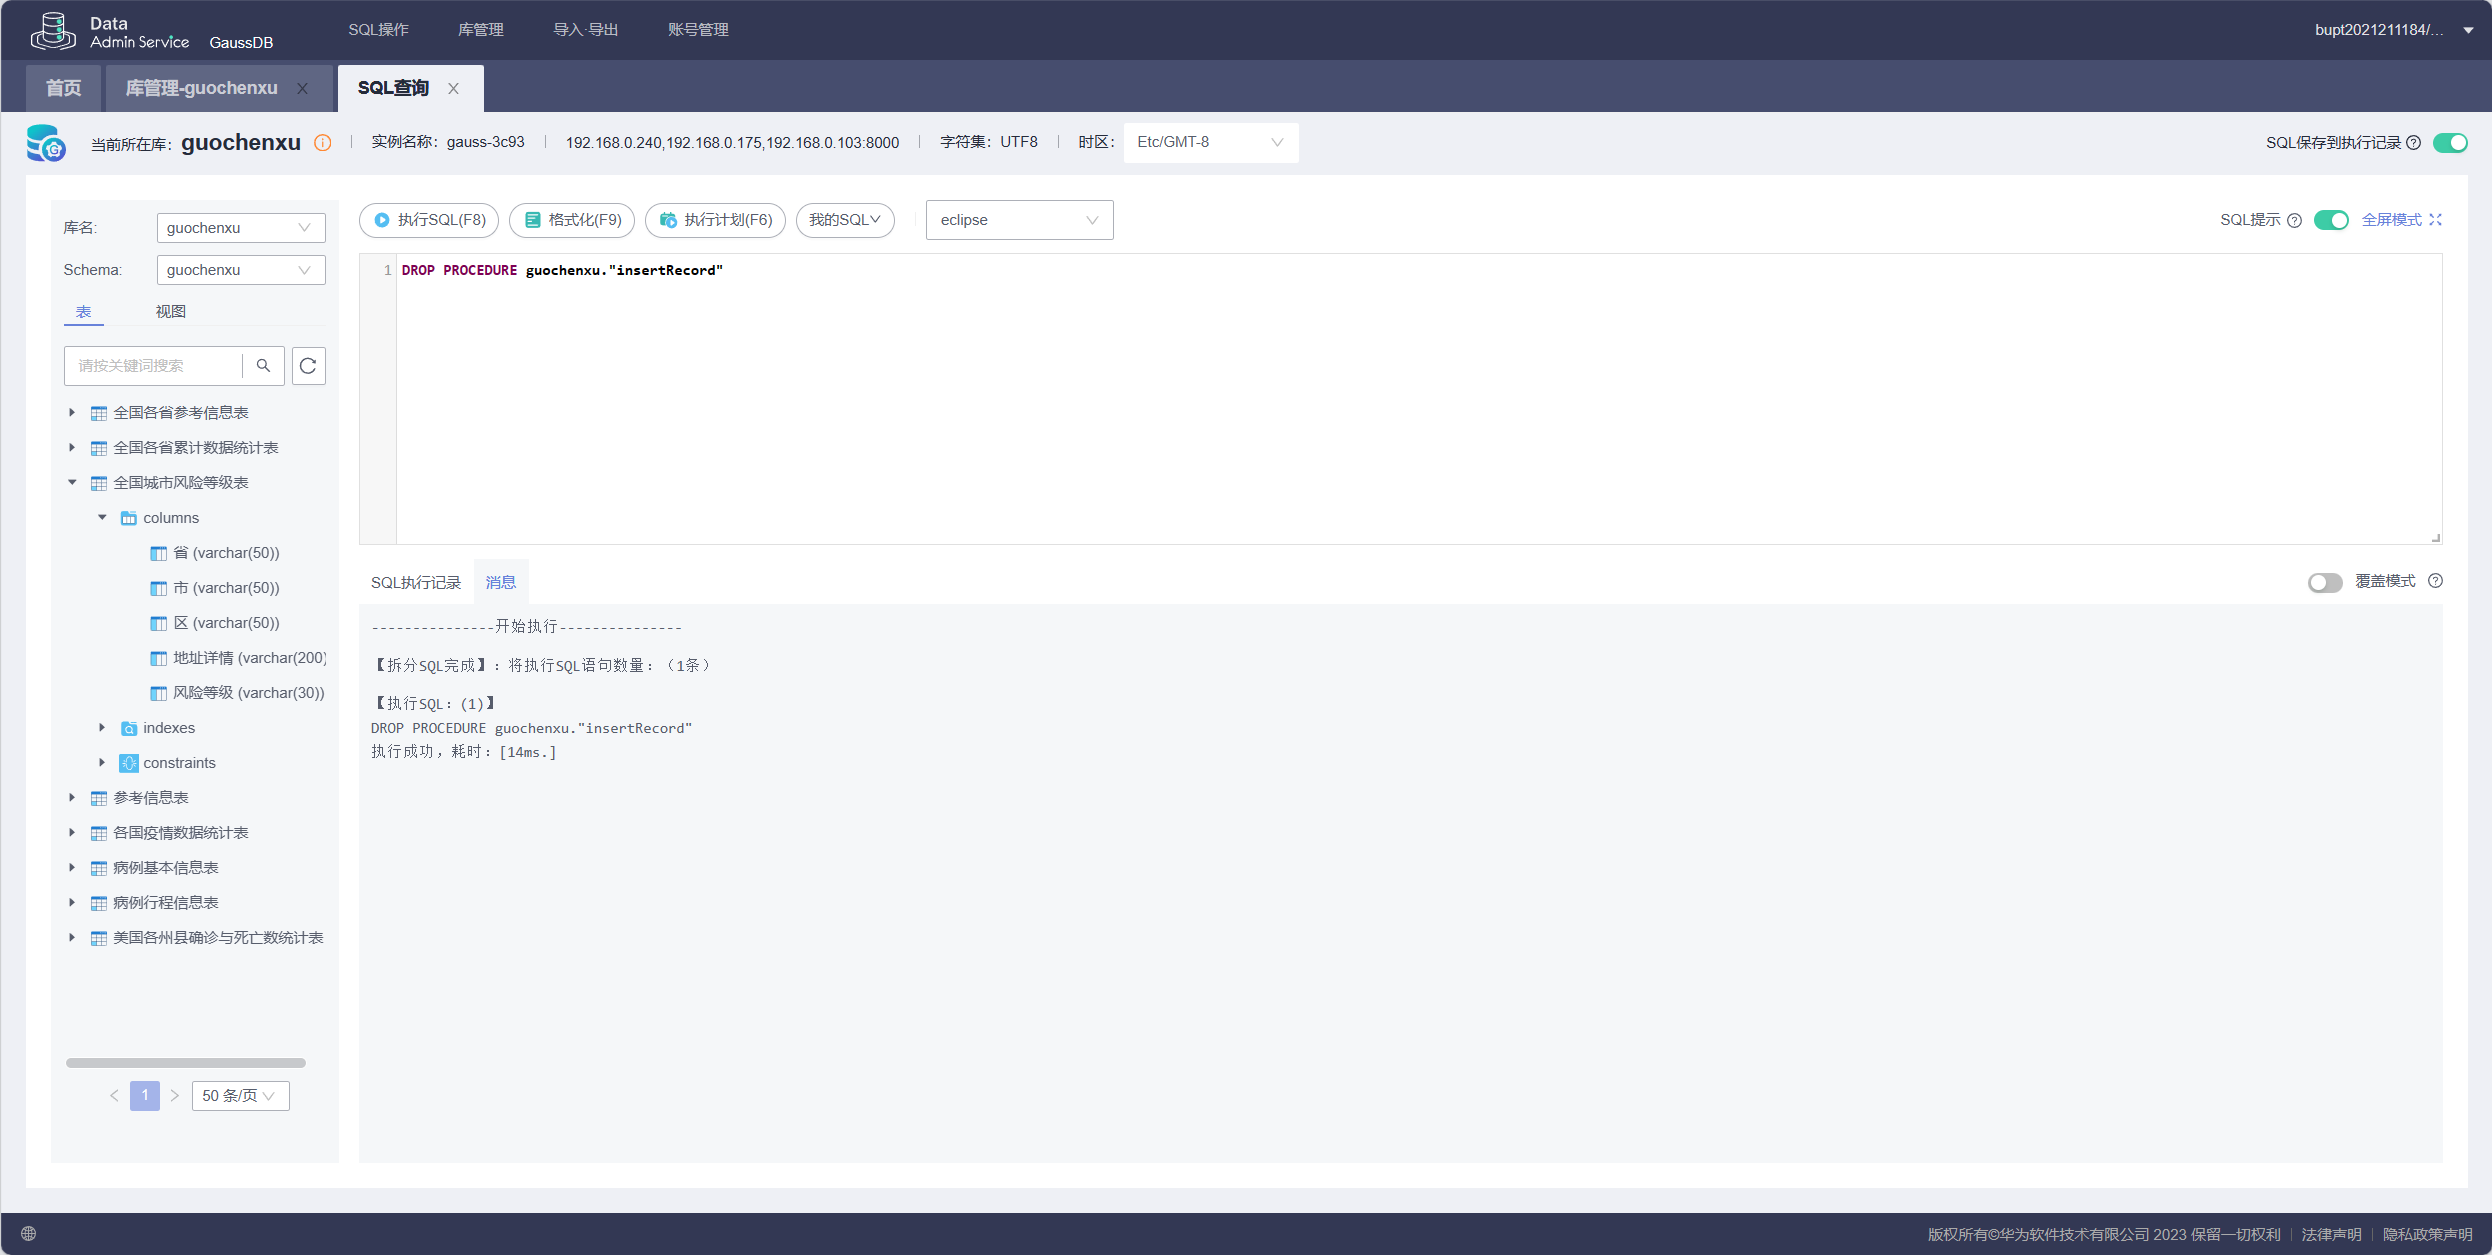 Data
Admin Service GaussDB SQL操作 库管理 导入·导出 账号管理 bupt2021211184/...
首页 库管理-guochenxu SQL查询
当前所在库: guochenxu 实例名称: gauss-3c93 192.168.0.240,192.168.0.175,192.168.0.103:8000 字符集: UTF8 时区: Etc/GMT-8 SQL保存到执行记录
库名: guochenxu
Schema: guochenxu
表 视图
请按关键词搜索
全国各省参考信息表
全国各省累计数据统计表
全国城市风险等级表
columns
省 (varchar(50))
市 (varchar(50))
区 (varchar(50))
地址详情 (varchar(200)
风险等级 (varchar(30))
indexes
constraints
参考信息表
各国疫情数据统计表
病例基本信息表
病例行程信息表
美国各州县确诊与死亡数统计表
1 50 条/页
执行SQL(F8) 格式化(F9) 执行计划(F6) 我的SQL eclipse SQL提示 全屏模式
1 DROP PROCEDURE guochenxu."insertRecord"
SQL执行记录 消息 覆盖模式
---------------开始执行---------------
【拆分SQL完成】：将执行SQL语句数量：（1条）
【执行SQL：(1)】
DROP PROCEDURE guochenxu."insertRecord"
执行成功，耗时：[14ms.]
版权所有©华为软件技术有限公司 2023 保留一切权利 法律声明 隐私政策声明